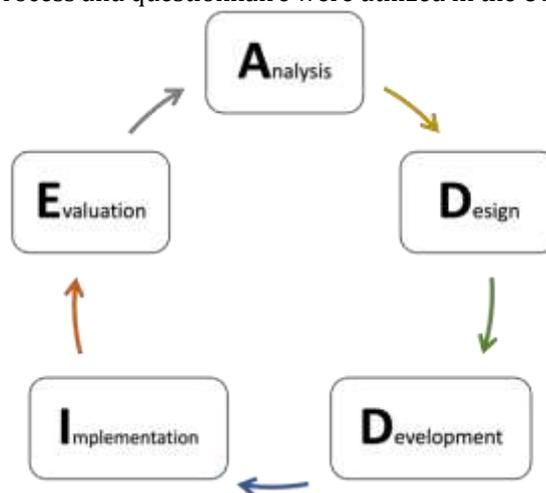 rocess and questionnaire were utilized in the
Analysis
Evaluation
Design
Implementation
Development